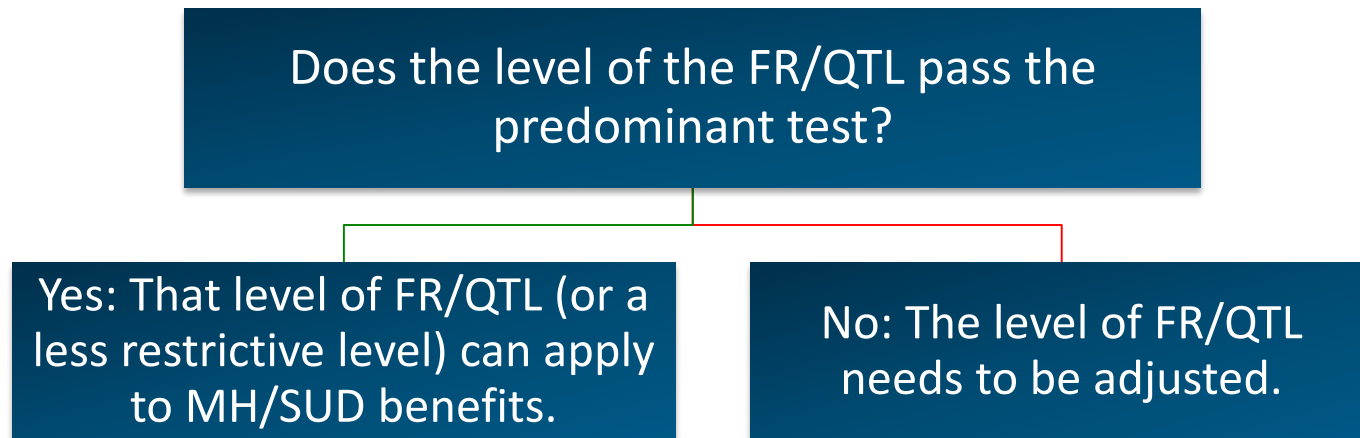 Does the level of the FR/QTL pass the
predominant test?
Yes: That level of FR/QTL (or a
less restrictive level) can apply
to MH/SUD benefits.
No: The level of FR/QTL
needs to be adjusted.